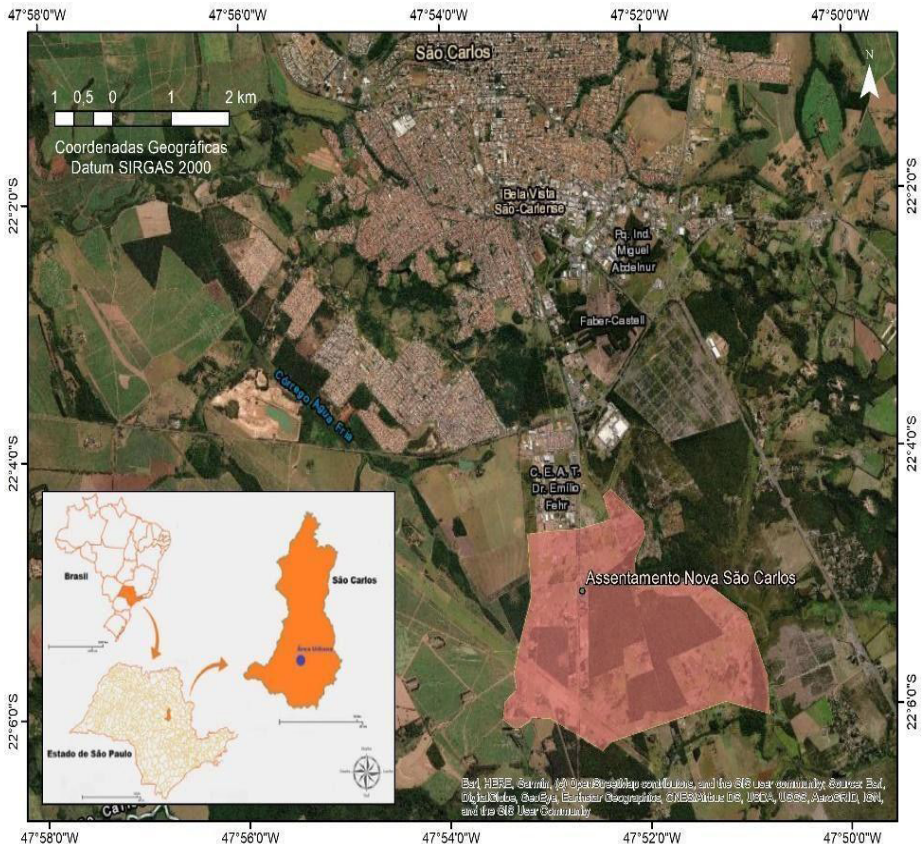 47°58'0"W 47°56'0"W 47°54'0"W 47°52'0"W 47°50'0"W
São Carlos
N
1 0,5 0 1 2 km
Coordenadas Geográficas
Datum SIRGAS 2000
22°2'0"S
22°2'0"S
Bela Vista
São-Carlense
Pq. Ind.
Miguel
Abdelnur
Faber-Castell
Córrego Água Fria
22°4'0"S
22°4'0"S
C. E. A. T.
Dr. Emílio
Fehr
Assentamento Nova São Carlos
Brasil
São Carlos
Área Urbana
Estado de São Paulo
22°6'0"S
22°6'0"S
Esri, HERE, Garmin, (c) OpenStreetMap contributors, and the GIS user community; Source: Esri,
DigitalGlobe, GeoEye, Earthstar Geographics, CNES/Airbus DS, USDA, USGS, AeroGRID, IGN,
and the GIS User Community
47°58'0"W 47°56'0"W 47°54'0"W 47°52'0"W 47°50'0"W